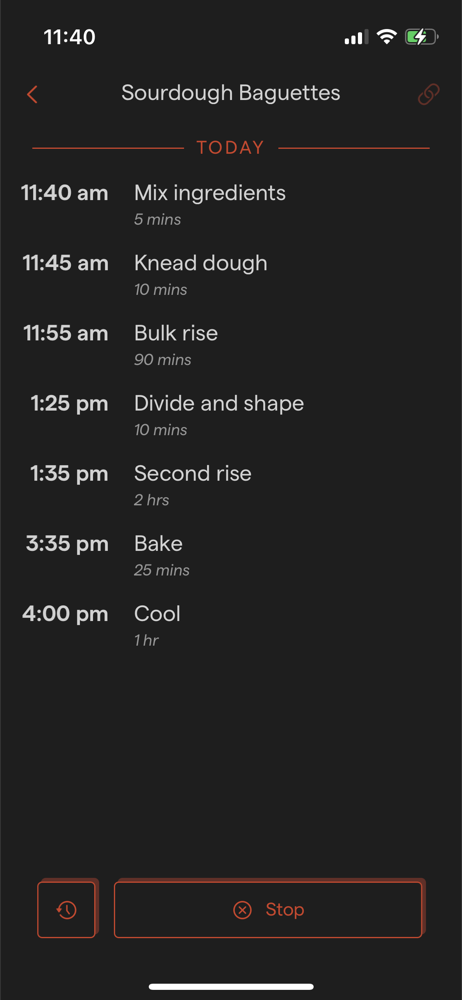 11:40
Sourdough Baguettes
TODAY
11:40 am Mix ingredients
5 mins
11:45 am Knead dough
10 mins
11:55 am Bulk rise
90 mins
1:25 pm Divide and shape
10 mins
1:35 pm Second rise
2 hrs
3:35 pm Bake
25 mins
4:00 pm Cool
1 hr
Stop